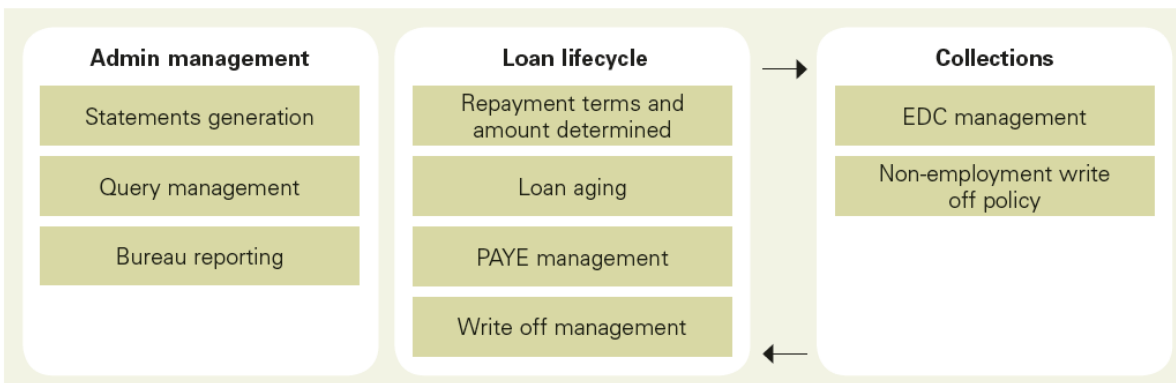 Admin management
Statements generation
Query management
Bureau reporting
Loan lifecycle
Repayment terms and
amount determined
Loan aging
PAYE management
Write off management
Collections
EDC management
Non-employment write
off policy